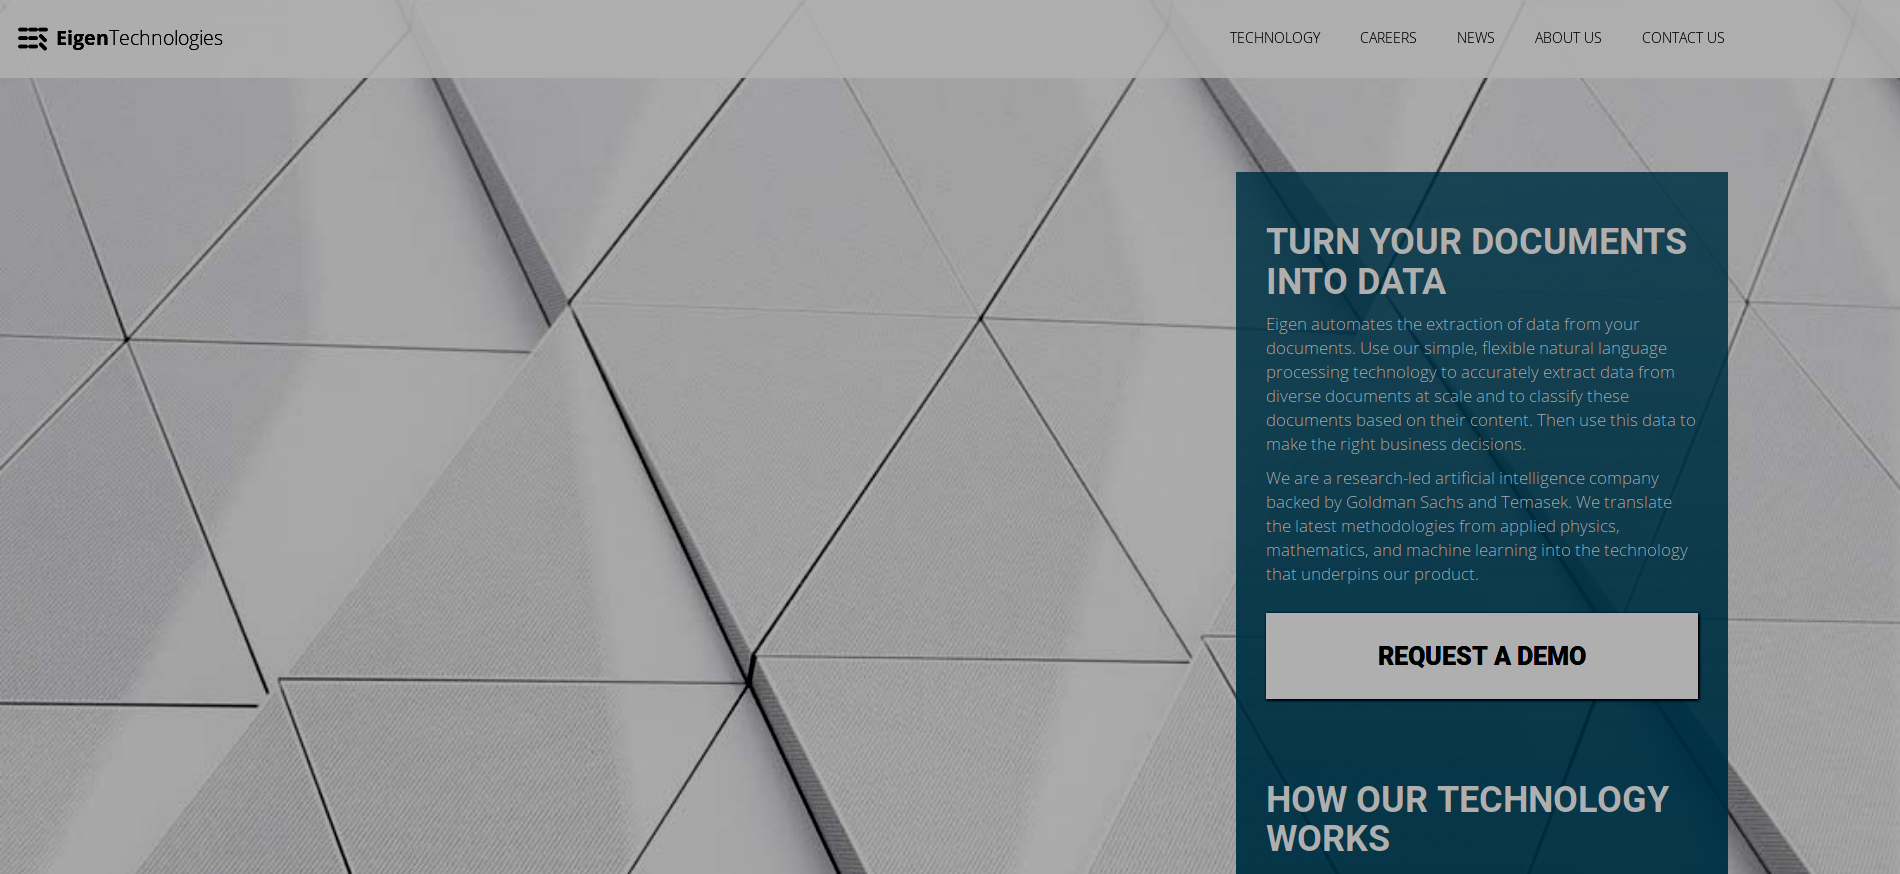 EigenTechnologies
TECHNOLOGY CAREERS NEWS ABOUT US CONTACT US
TURN YOUR DOCUMENTS
INTO DATA
Eigen automates the extraction of data from your
documents. Use our simple, flexible natural language
processing technology to accurately extract data from
diverse documents at scale and to classify these
documents based on their content. Then use this data to
make the right business decisions.
We are a research-led artificial intelligence company
backed by Goldman Sachs and Temasek. We translate
the latest methodologies from applied physics,
mathematics, and machine learning into the technology
that underpins our product.
REQUEST A DEMO
HOW OUR TECHNOLOGY
WORKS